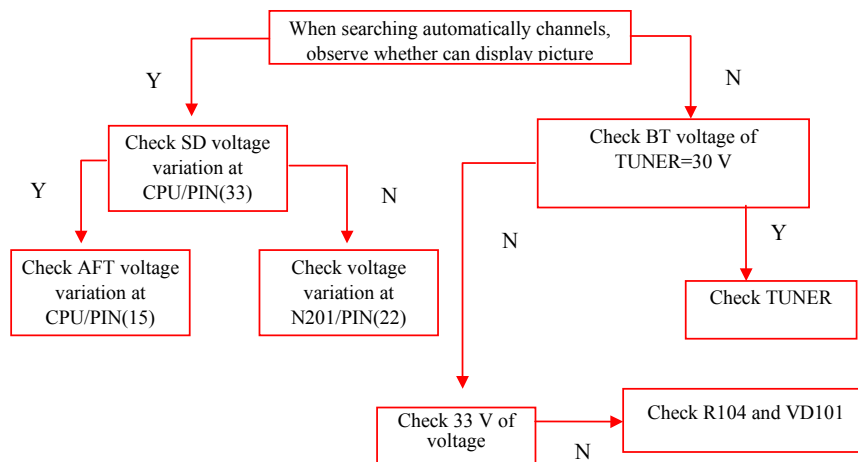 When searching automatically channels,
observe whether can display picture
Y
N
Check SD voltage
variation at
CPU/PIN(33)
Check BT voltage of
TUNER=30 V
Y
N
N
Y
Check AFT voltage
variation at
CPU/PIN(15)
Check voltage
variation at
N201/PIN(22)
Check TUNER
Check 33 V of
voltage
N
Check R104 and VD101